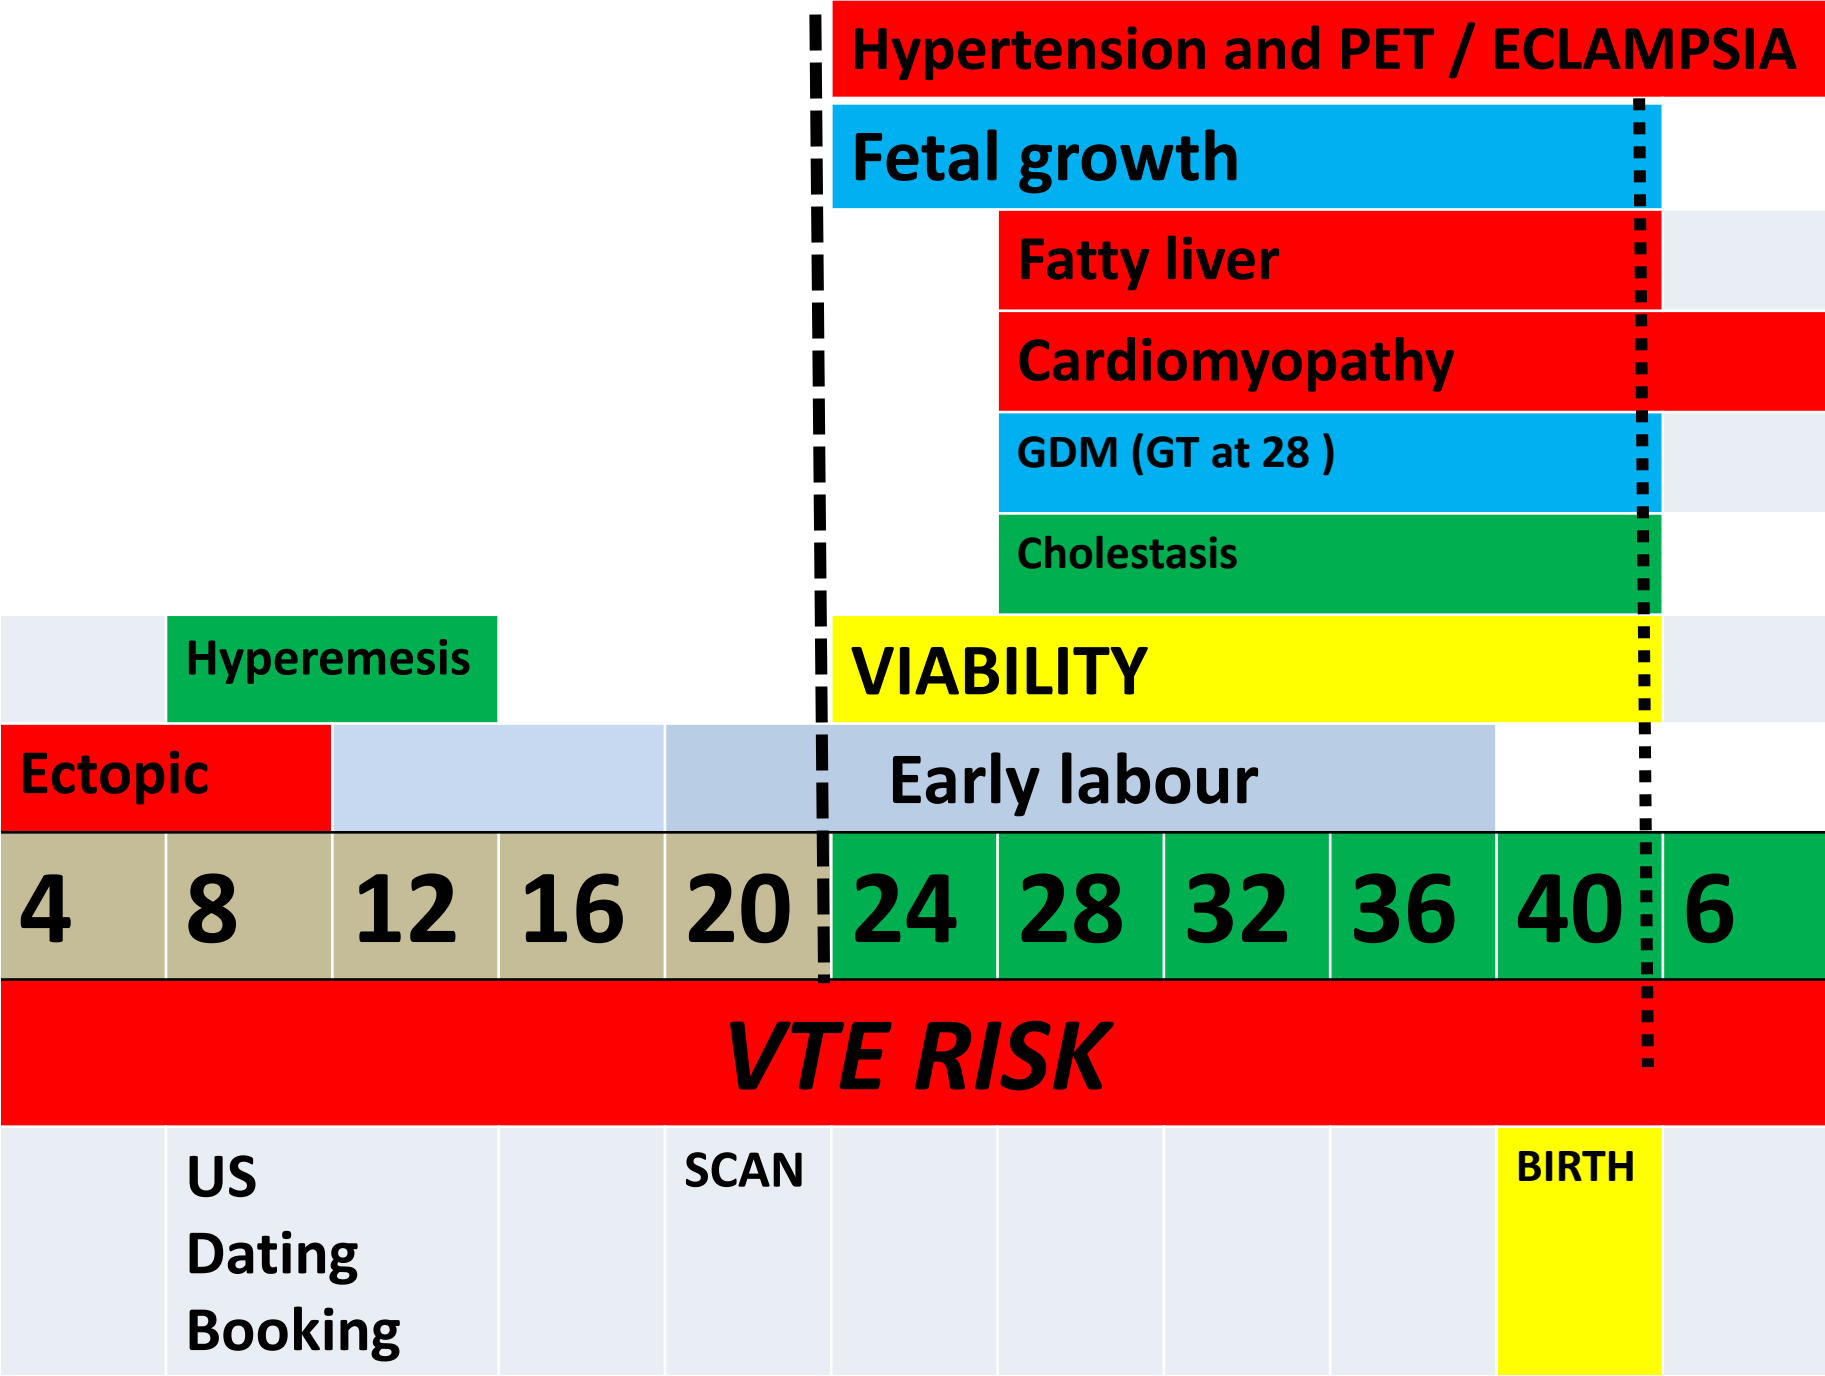 Hypertension and PET / ECLAMPSIA
Fetal growth
Fatty liver
Cardiomyopathy
GDM (GT at 28 )
Cholestasis
Hyperemesis
VIABILITY
Ectopic
Early labour
4 8 12 16 20 24 28 32 36 40 6
VTE RISK
US
Dating
Booking
SCAN
BIRTH